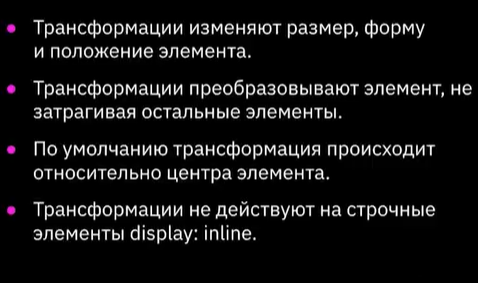 Трансформации изменяют размер, форму
и положение элемента.
Трансформации преобразовывают элемент, не
затрагивая остальные элементы.
По умолчанию трансформация происходит
относительно центра элемента.
Трансформации не действуют на строчные
элементы display: inline.